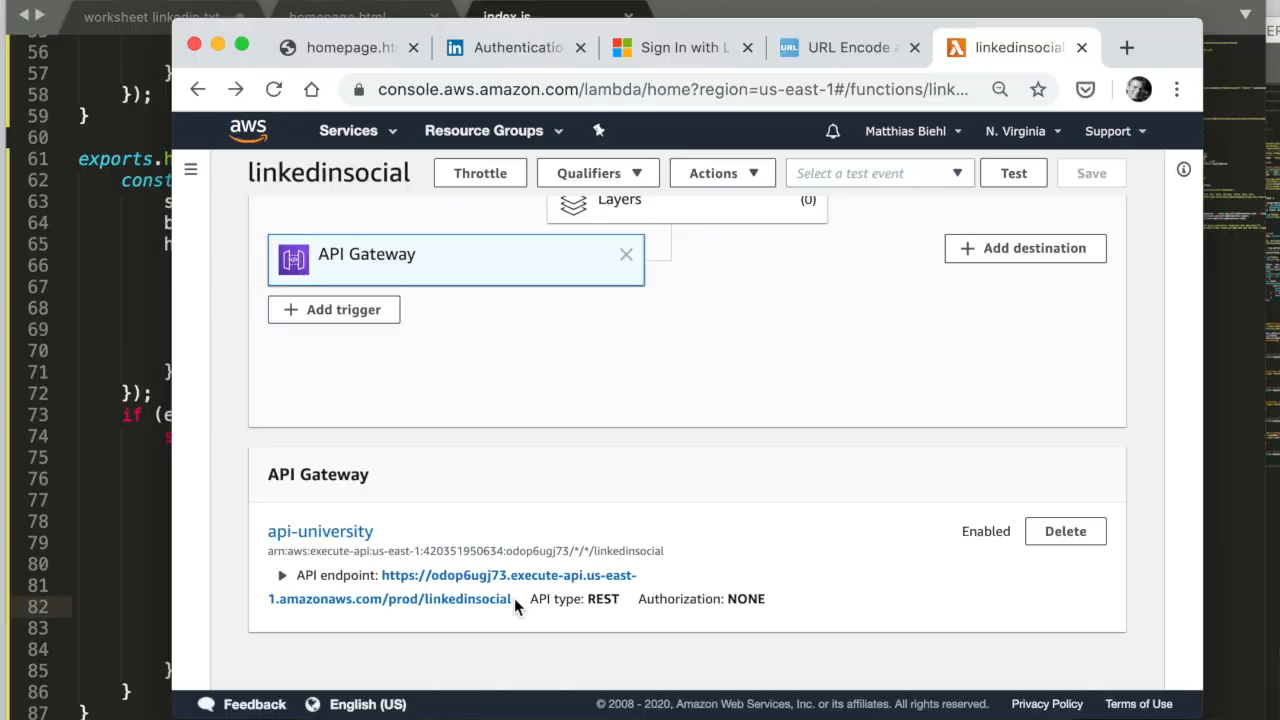 worksheet linkedin.txt
homepage.html
index.js
homepage.ht
Authenticatio
Sign In with L
URL Encode a
linkedinsocial
console.aws.amazon.com/lambda/home?region=us-east-1#/functions/link...
aws
Services
Resource Groups
Matthias Biehl
N. Virginia
Support
linkedinsocial
Throttle
Qualifiers
Actions
Select a test event
Test
Save
Layers
(0)
API Gateway
Add destination
Add trigger
API Gateway
api-university
Enabled
Delete
arn:aws:execute-api:us-east-1:420351950634:odop6ugj73/*/*/linkedinsocial
API endpoint: https://odop6ugj73.execute-api.us-east-
1.amazonaws.com/prod/linkedinsocial API type: REST Authorization: NONE
Feedback
English (US)
© 2008 - 2020, Amazon Web Services, Inc. or its affiliates. All rights reserved.
Privacy Policy
Terms of Use
56
57 }
58 });
59 }
60
61 exports.h
62 const
63 s
64 b
65 h
66
67
68
69
70
71 }
72 });
73 if (e
74
75
76
77
78
79
80
81
82
83
84
85 }
86 }
87 }